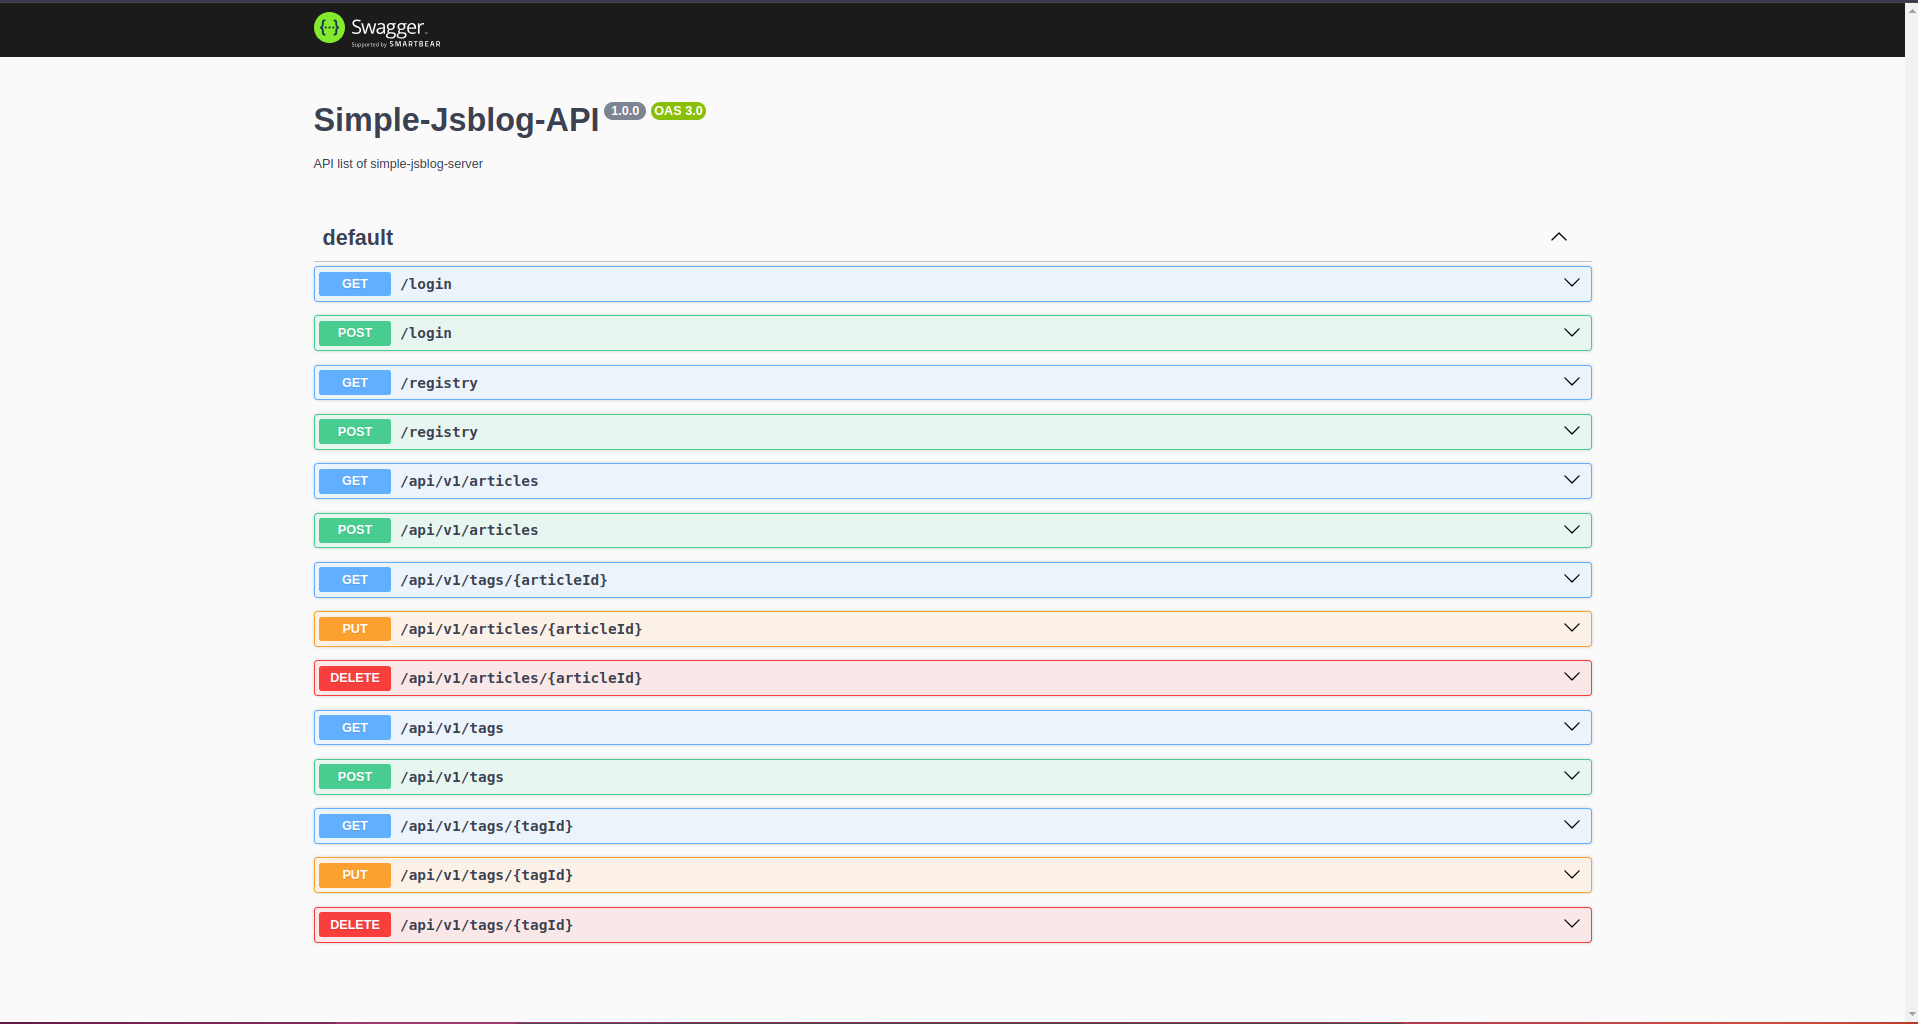 Swagger
Supported by SMARTBEAR
Simple-Jsblog-API 1.0.0 OAS 3.0
API list of simple-jsblog-server
default
GET /login
POST /login
GET /registry
POST /registry
GET /api/v1/articles
POST /api/v1/articles
GET /api/v1/tags/{articleId}
PUT /api/v1/articles/{articleId}
DELETE /api/v1/articles/{articleId}
GET /api/v1/tags
POST /api/v1/tags
GET /api/v1/tags/{tagId}
PUT /api/v1/tags/{tagId}
DELETE /api/v1/tags/{tagId}